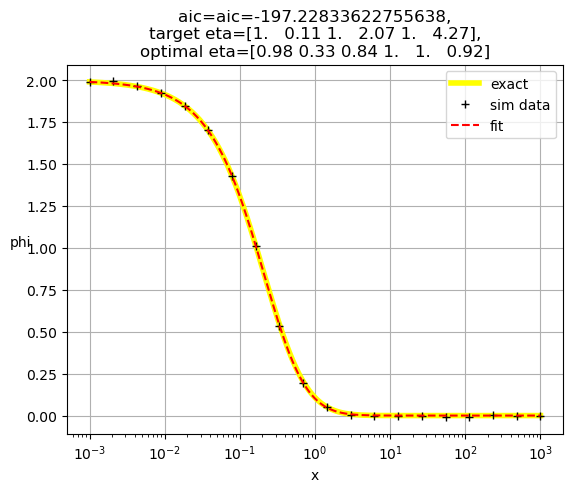 aic=aic=-197.22833622755638,
target eta=[1.   0.11 1.   2.07 1.   4.27],
optimal eta=[0.98 0.33 0.84 1.   1.   0.92]
exact
sim data
fit
2.00
1.75
1.50
1.25
phi
1.00
0.75
0.50
0.25
0.00
10⁻³ 10⁻² 10⁻¹ 10⁰ 10¹ 10² 10³
x